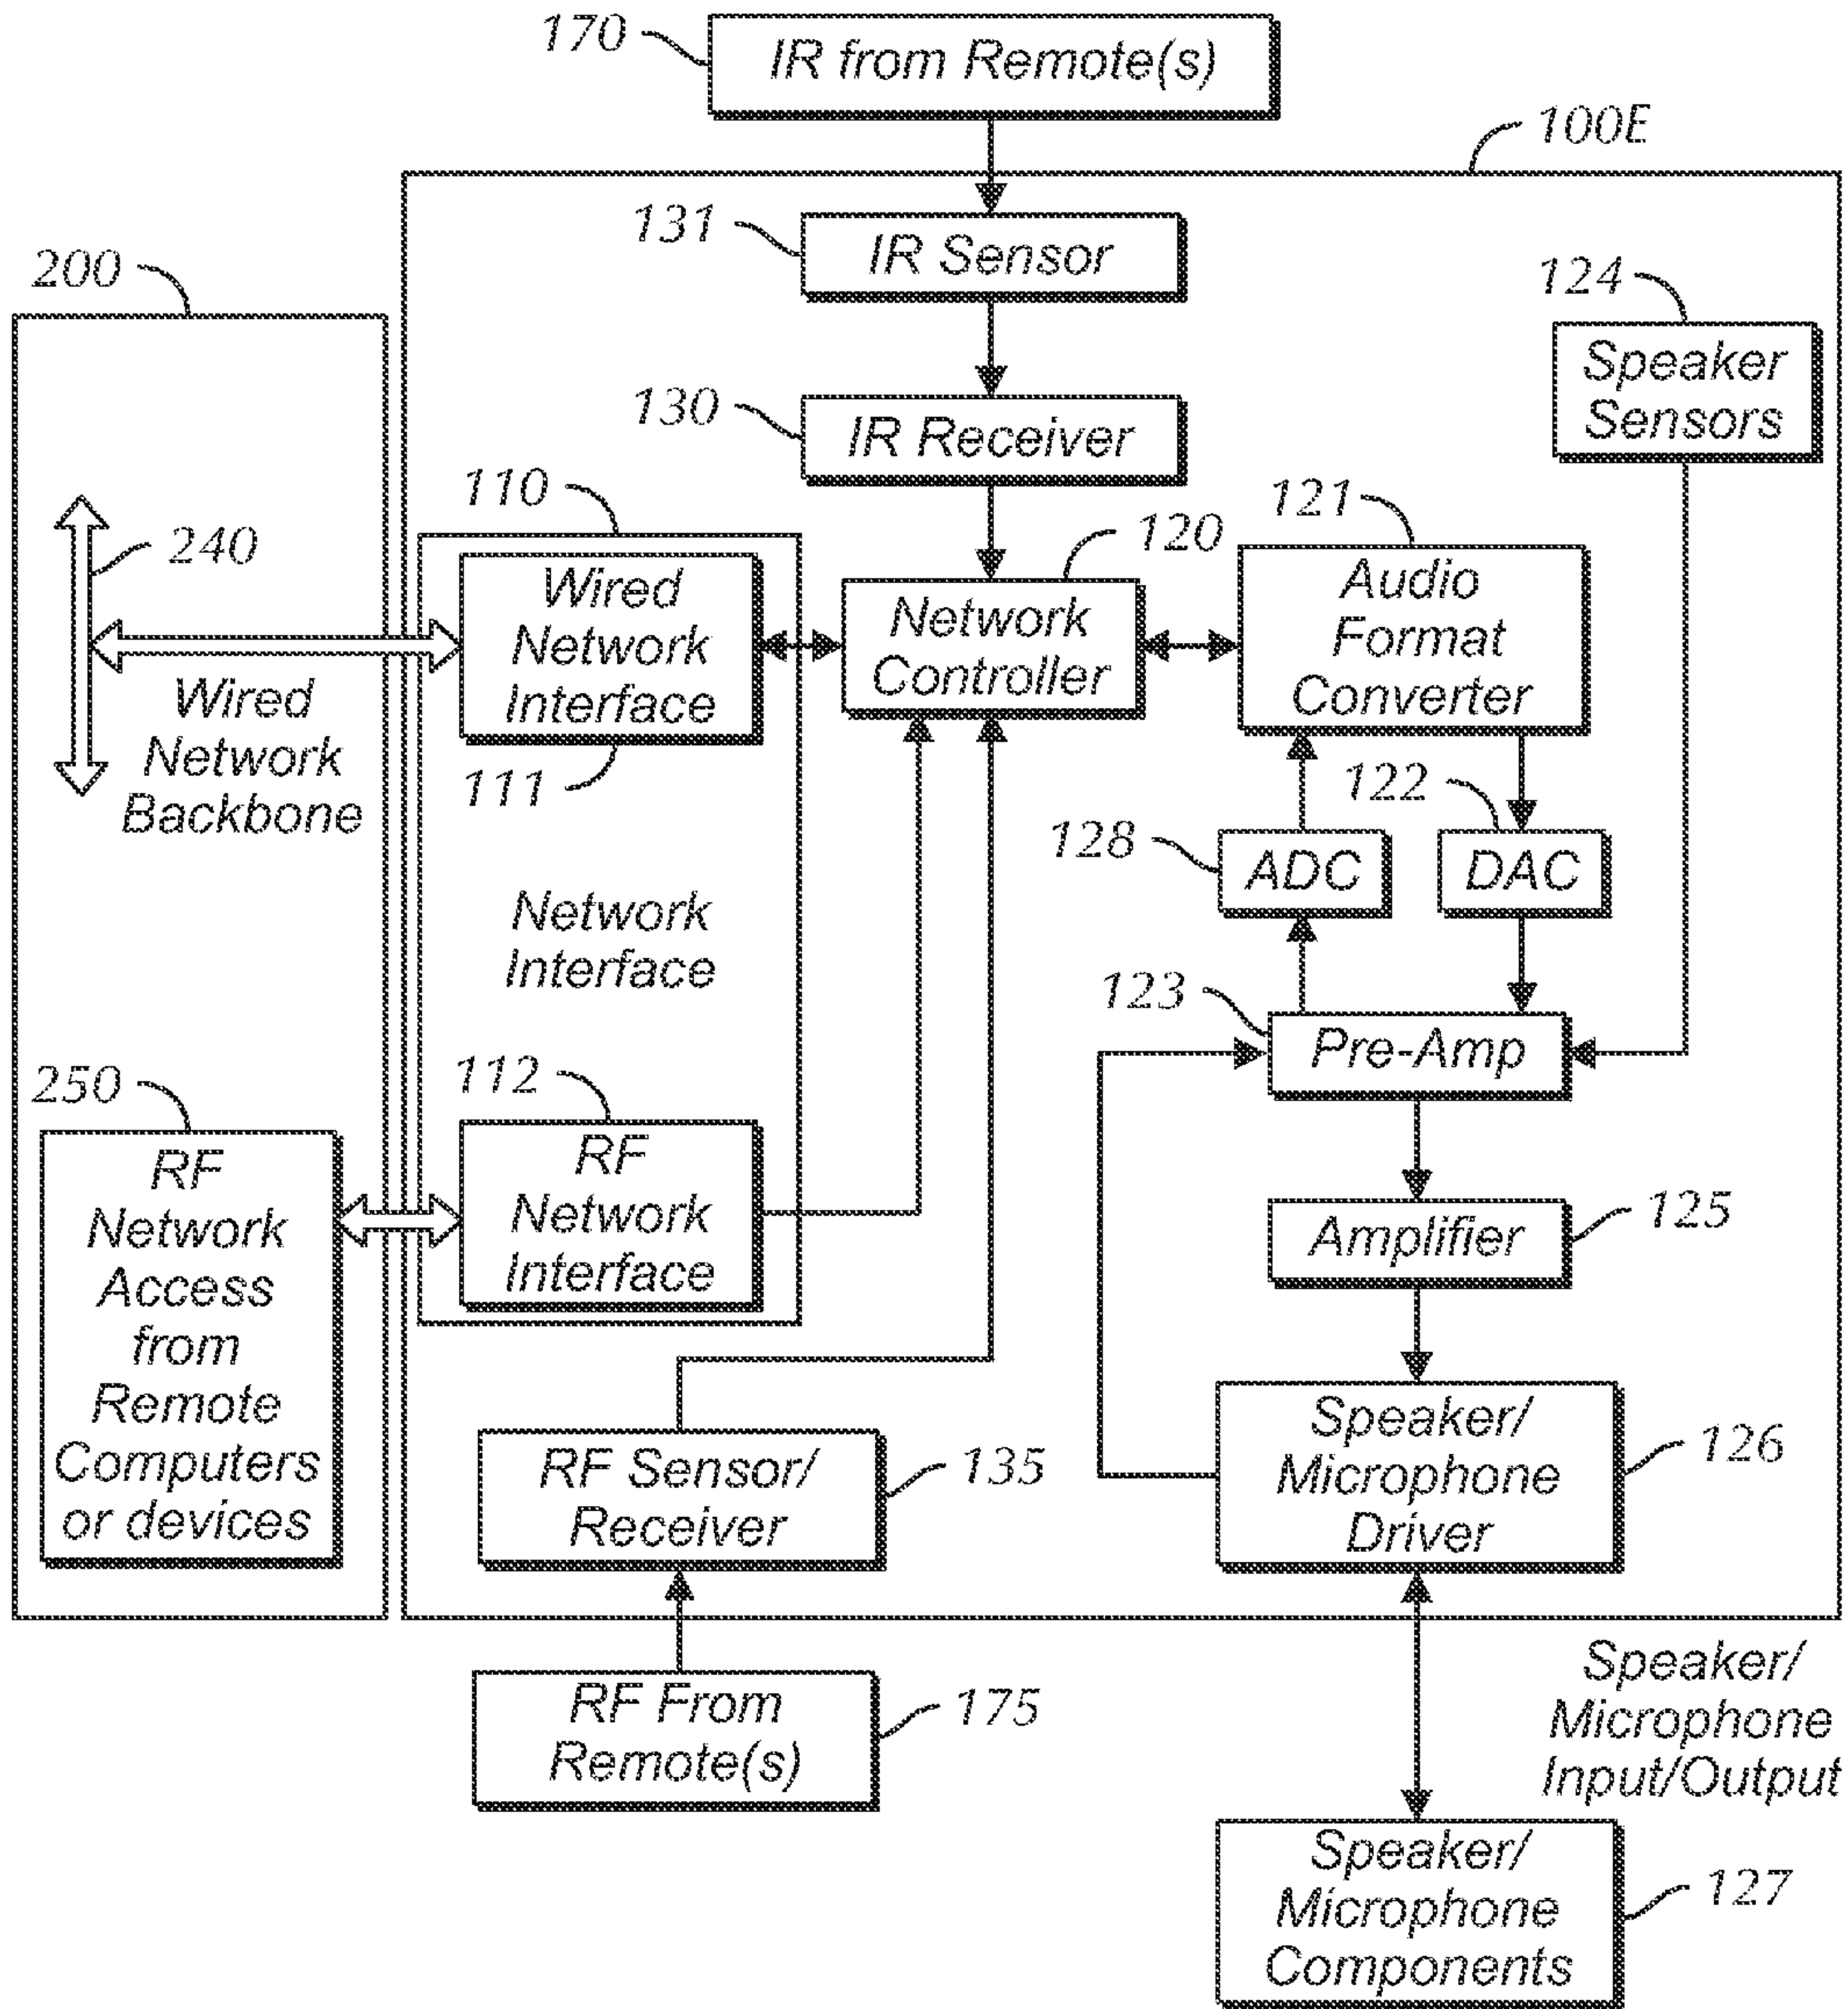 170
IR from Remote(s)
100E
131
IR Sensor
200
124
Speaker
Sensors
130
IR Receiver
110
121
120
240
Wired
Network
Interface
Network
Controller
Audio
Format
Converter
Wired
Network
Backbone
111
122
128
ADC
DAC
Network
Interface
123
Pre-Amp
112
250
RF
Network
Access
from
Remote
Computers
or devices
RF
Network
Interface
Amplifier
125
Speaker/
Microphone
Driver
126
RF Sensor/
Receiver
135
Speaker/
Microphone
Input/Output
RF From
Remote(s)
175
Speaker/
Microphone
Components
127